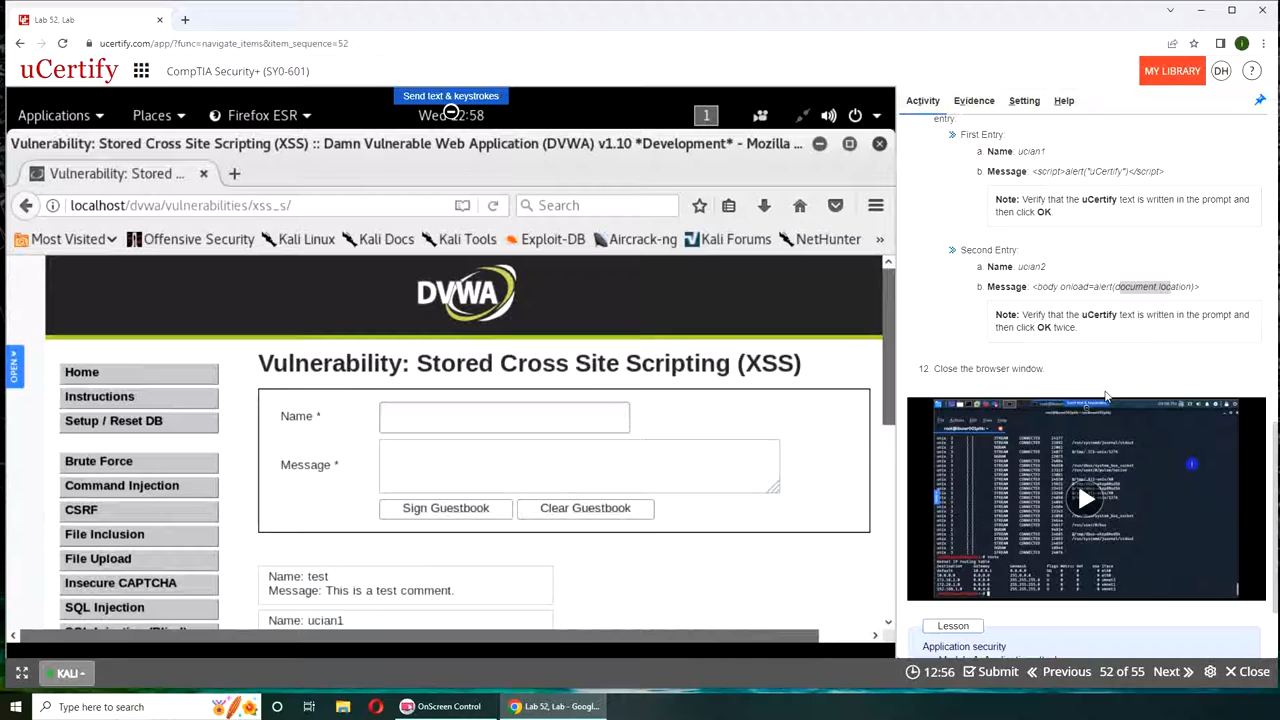 Lab 52, Lab
ucertify.com/app/?func=navigate_items&item_sequence=52
uCertify
CompTIA Security+ (SY0-601)
MY LIBRARY
DH
?
Send text & keystrokes
Applications
Places
Firefox ESR
1
Vulnerability: Stored Cross Site Scripting (XSS) :: Damn Vulnerable Web Application (DVWA) v1.10 *Development* - Mozilla ...
Vulnerability: Stored ...
localhost/dvwa/vulnerabilities/xss_s/
Search
Most Visited
Offensive Security
Kali Linux
Kali Docs
Kali Tools
Exploit-DB
Aircrack-ng
Kali Forums
NetHunter
»
DVWA
OPEN
Home
Instructions
Setup / Reset DB
Brute Force
Command Injection
CSRF
File Inclusion
File Upload
Insecure CAPTCHA
SQL Injection
Vulnerability: Stored Cross Site Scripting (XSS)
Name *
Message *
Sign Guestbook
Clear Guestbook
Name: test
Message: This is a test comment.
Name: ucian1
Activity
Evidence
Setting
Help
entry:
First Entry:
a. Name: ucian1
b. Message: <script>alert("uCertify")</script>
Note: Verify that the uCertify text is written in the prompt and
then click OK.
Second Entry:
a. Name: ucian2
b. Message: <body onload=alert(document.location)>
Note: Verify that the uCertify text is written in the prompt and
then click OK twice.
12. Close the browser window.
Lesson
Application security
KALI
12:56
Submit
Previous
52 of 55
Next
Close
Type here to search
OnScreen Control
Lab 52, Lab - Googl...